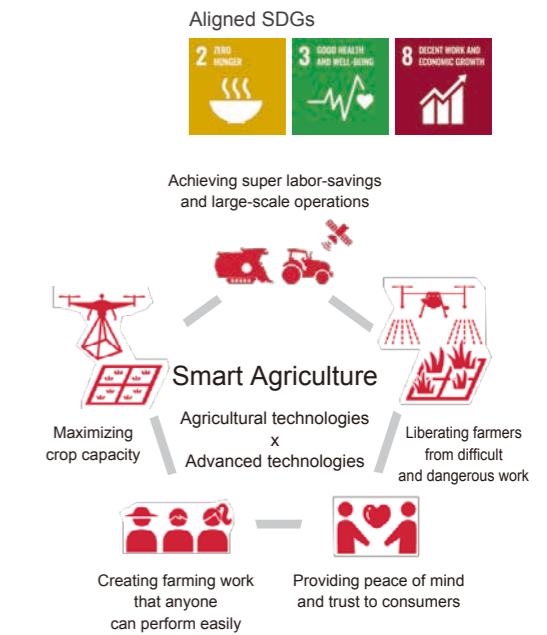 Aligned SDGs
2 ZERO
HUNGER
3 GOOD HEALTH
AND WELL-BEING
8 DECENT WORK AND
ECONOMIC GROWTH
Achieving super labor-savings
and large-scale operations
Smart Agriculture
Agricultural technologies
x
Advanced technologies
Maximizing
crop capacity
Liberating farmers
from difficult
and dangerous work
Creating farming work
that anyone
can perform easily
Providing peace of mind
and trust to consumers